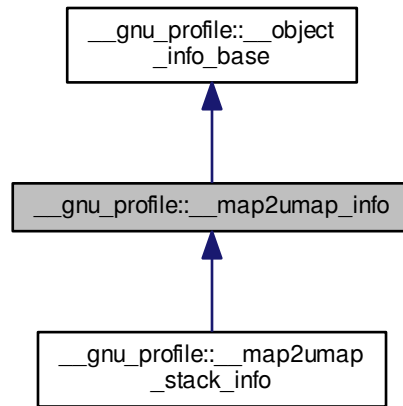 __gnu_profile::__object
_info_base
__gnu_profile::__map2umap_info
__gnu_profile::__map2umap
_stack_info